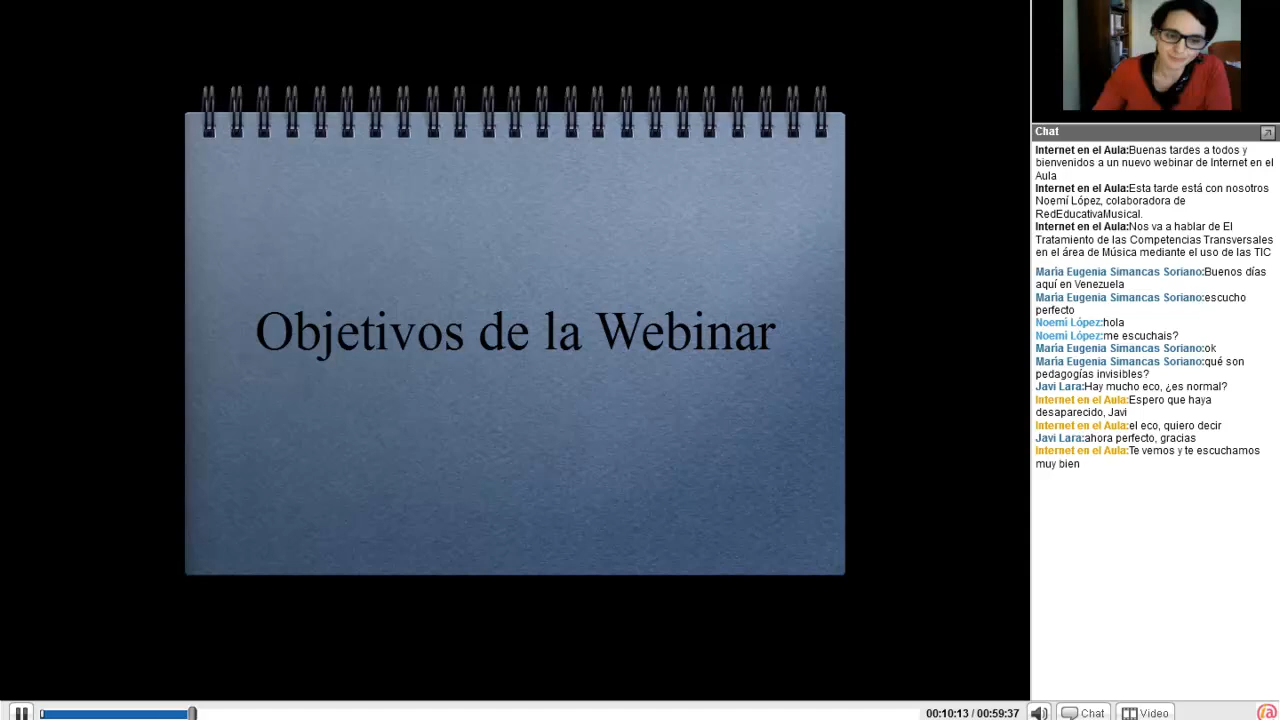 Objetivos de la Webinar
Chat
Internet en el Aula:Buenas tardes a todos y
bienvenidos a un nuevo webinar de Internet en el
Aula
Internet en el Aula:Esta tarde está con nosotros
Noemí López, colaboradora de
RedEducativaMusical.
Internet en el Aula:Nos va a hablar de El
Tratamiento de las Competencias Transversales
en el área de Música mediante el uso de las TIC
María Eugenia Simancas Soriano:Buenos días
aquí en Venezuela
María Eugenia Simancas Soriano:escucho
perfecto
Noemí López:hola
Noemí López:me escuchais?
María Eugenia Simancas Soriano:ok
María Eugenia Simancas Soriano:qué son
pedagogías invisibles?
Javi Lara:Hay mucho eco, ¿es normal?
Internet en el Aula:Espero que haya
desaparecido, Javi
Internet en el Aula:el eco, quiero decir
Javi Lara:ahora perfecto, gracias
Internet en el Aula:Te vemos y te escuchamos
muy bien
00:10:13 / 00:59:37
Chat
Video